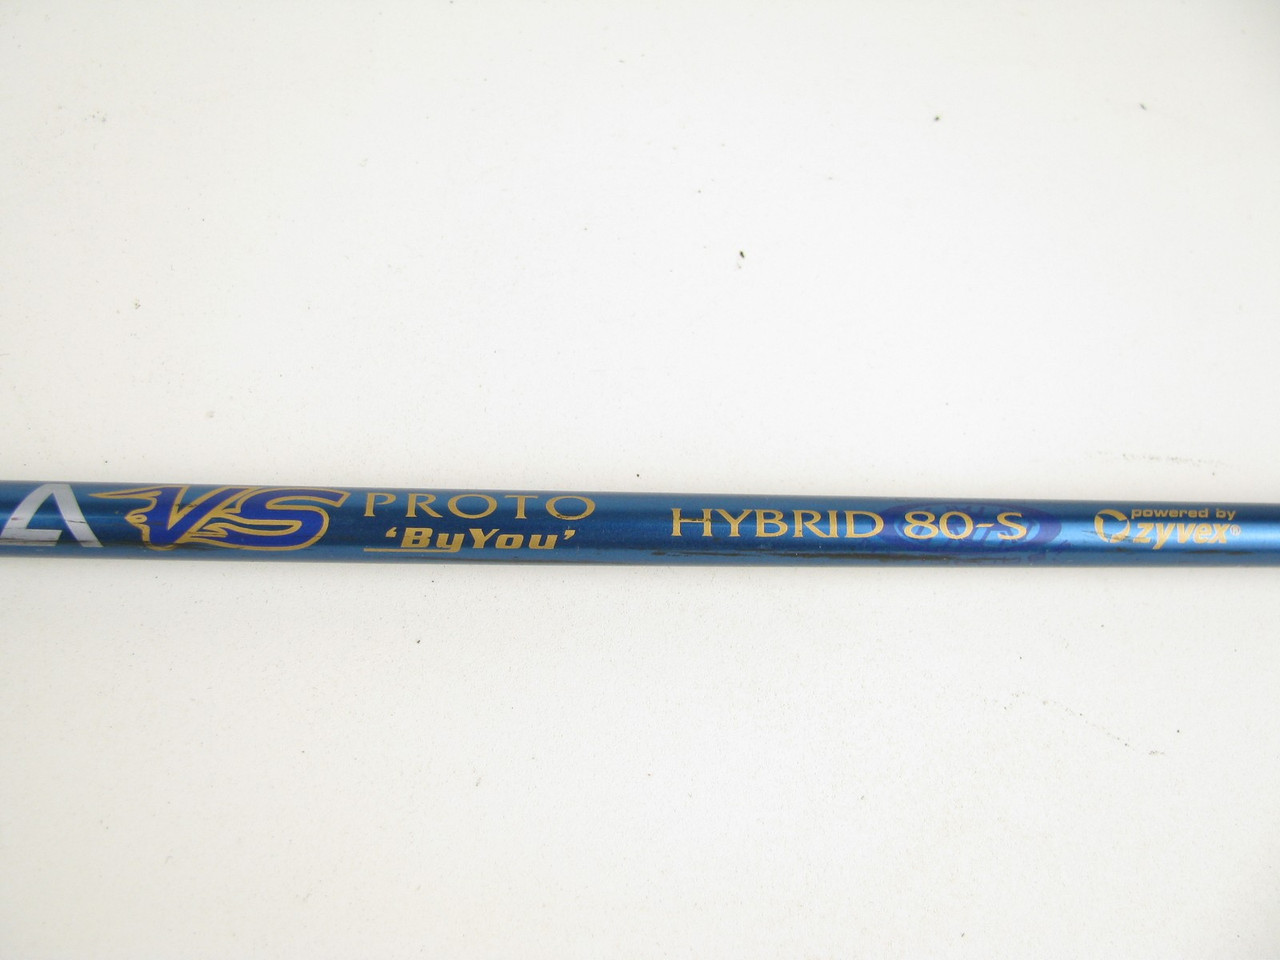 A VS PROTO
'ByYou'
HYBRID 80-S
powered by
zyvex®